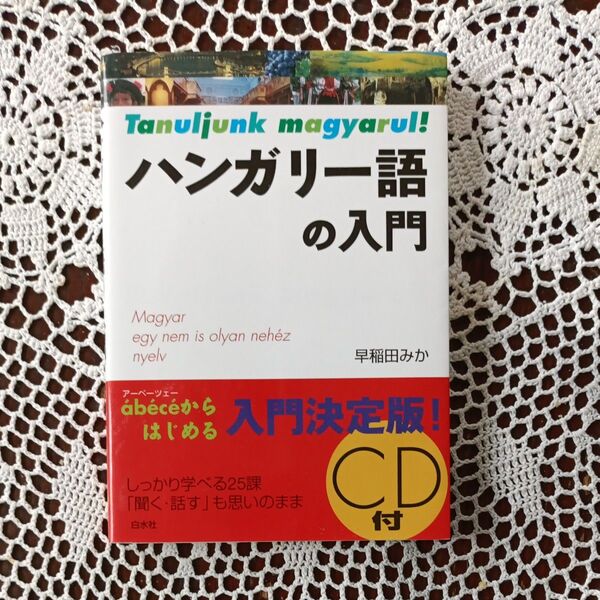 Tanuljunk magyarul!
ハンガリー語
の入門
Magyar
egy nem is olyan nehéz
nyelv
早稲田みか
アーベーツェー
ábécéから
はじめる
入門決定版!
しっかり学べる25課
「聞く・話す」も思いのまま
白水社
CD
付